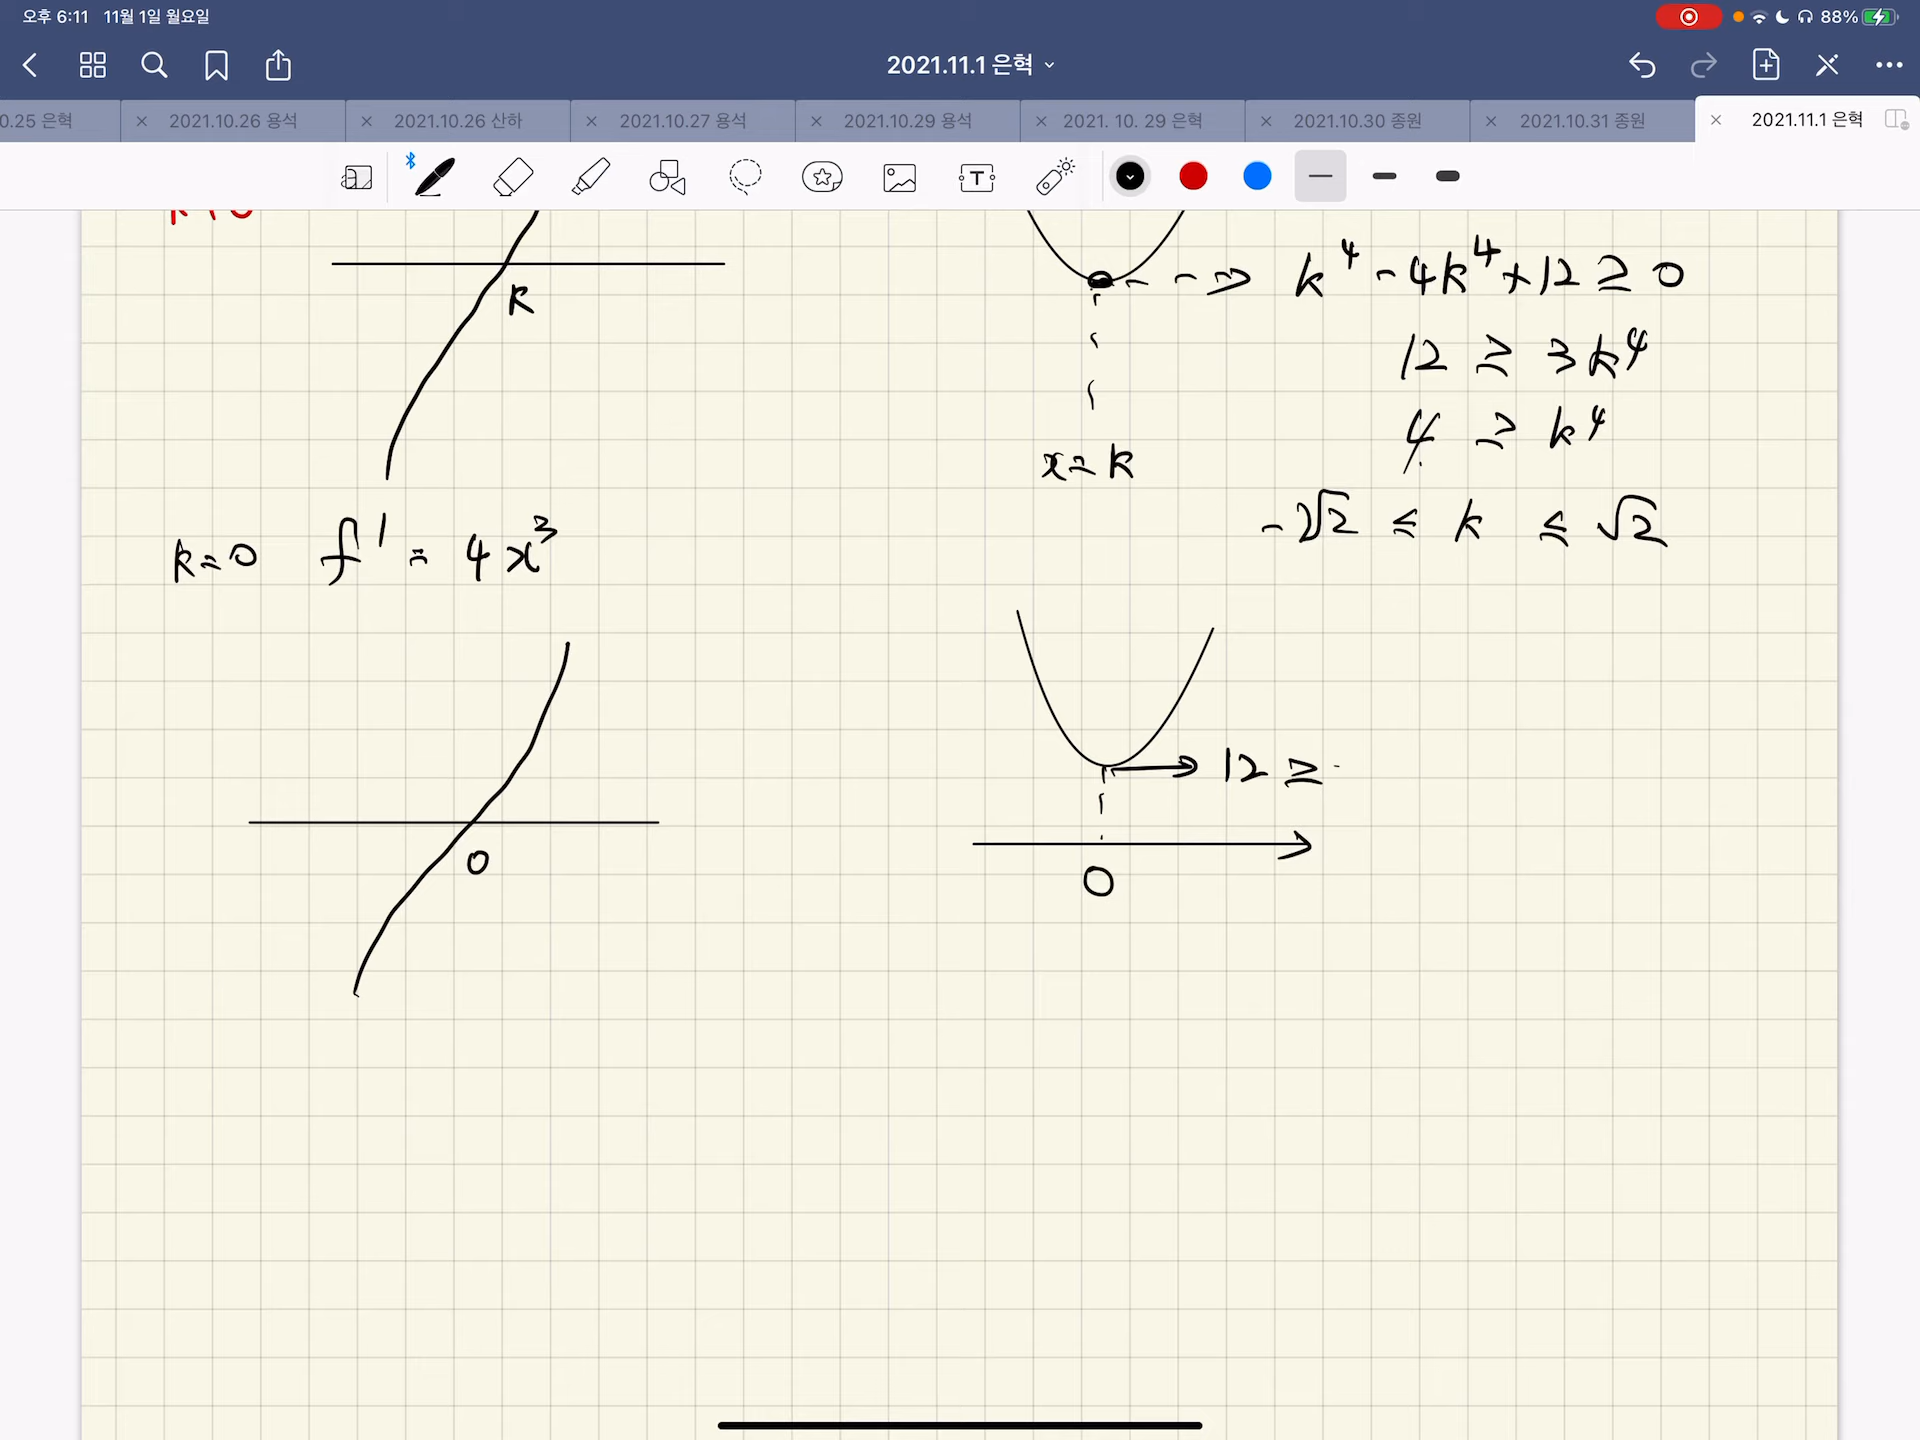 오후 6:11 11월 1일 월요일
88%
2021.11.1 은혁
0.25 은혁
2021.10.26 용석
2021.10.26 산하
2021.10.27 용석
2021.10.29 용석
2021. 10. 29 은혁
2021.10.30 종원
2021.10.31 종원
2021.11.1 은혁
k
k⁴ - 4k⁴ + 12 ≥ 0
12 ≥ 3k⁴
4 ≥ k⁴
x = k
-√2 ≤ k ≤ √2
k=0 f' = 4x³
12 ≥
0
0